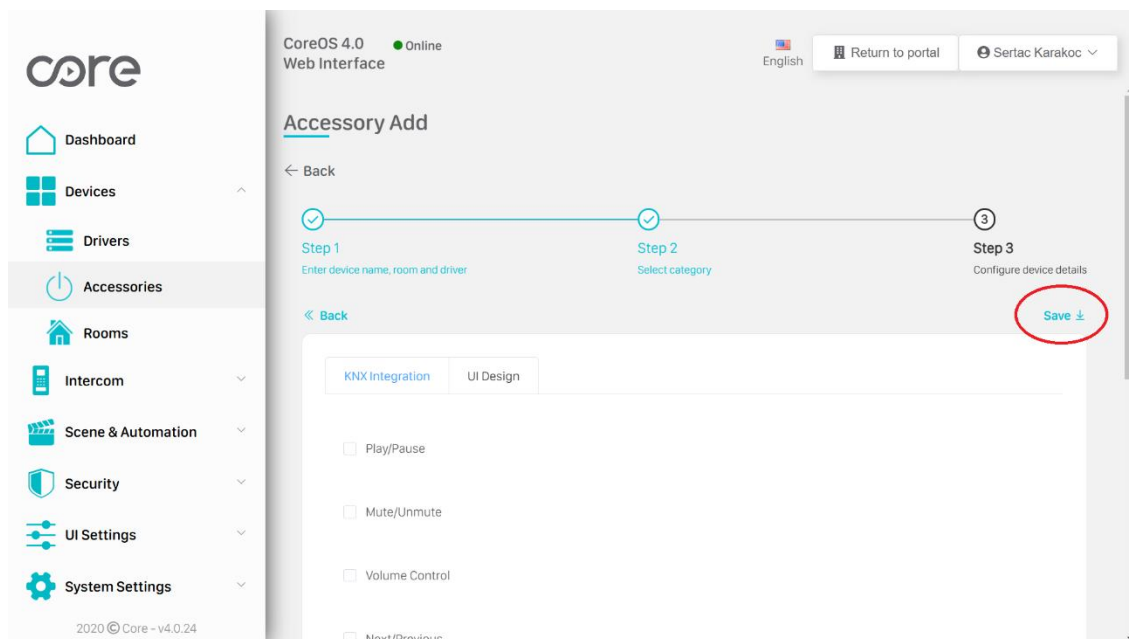 core
CoreOS 4.0 Online
Web Interface
English
Return to portal
Sertac Karakoc
Dashboard
Devices
Drivers
Accessories
Rooms
Intercom
Scene & Automation
Security
UI Settings
System Settings
2020 © Core - v4.0.24
Accessory Add
← Back
Step 1
Enter device name, room and driver
Step 2
Select category
3
Step 3
Configure device details
« Back
Save
KNX Integration
UI Design
Play/Pause
Mute/Unmute
Volume Control
Next/Previous